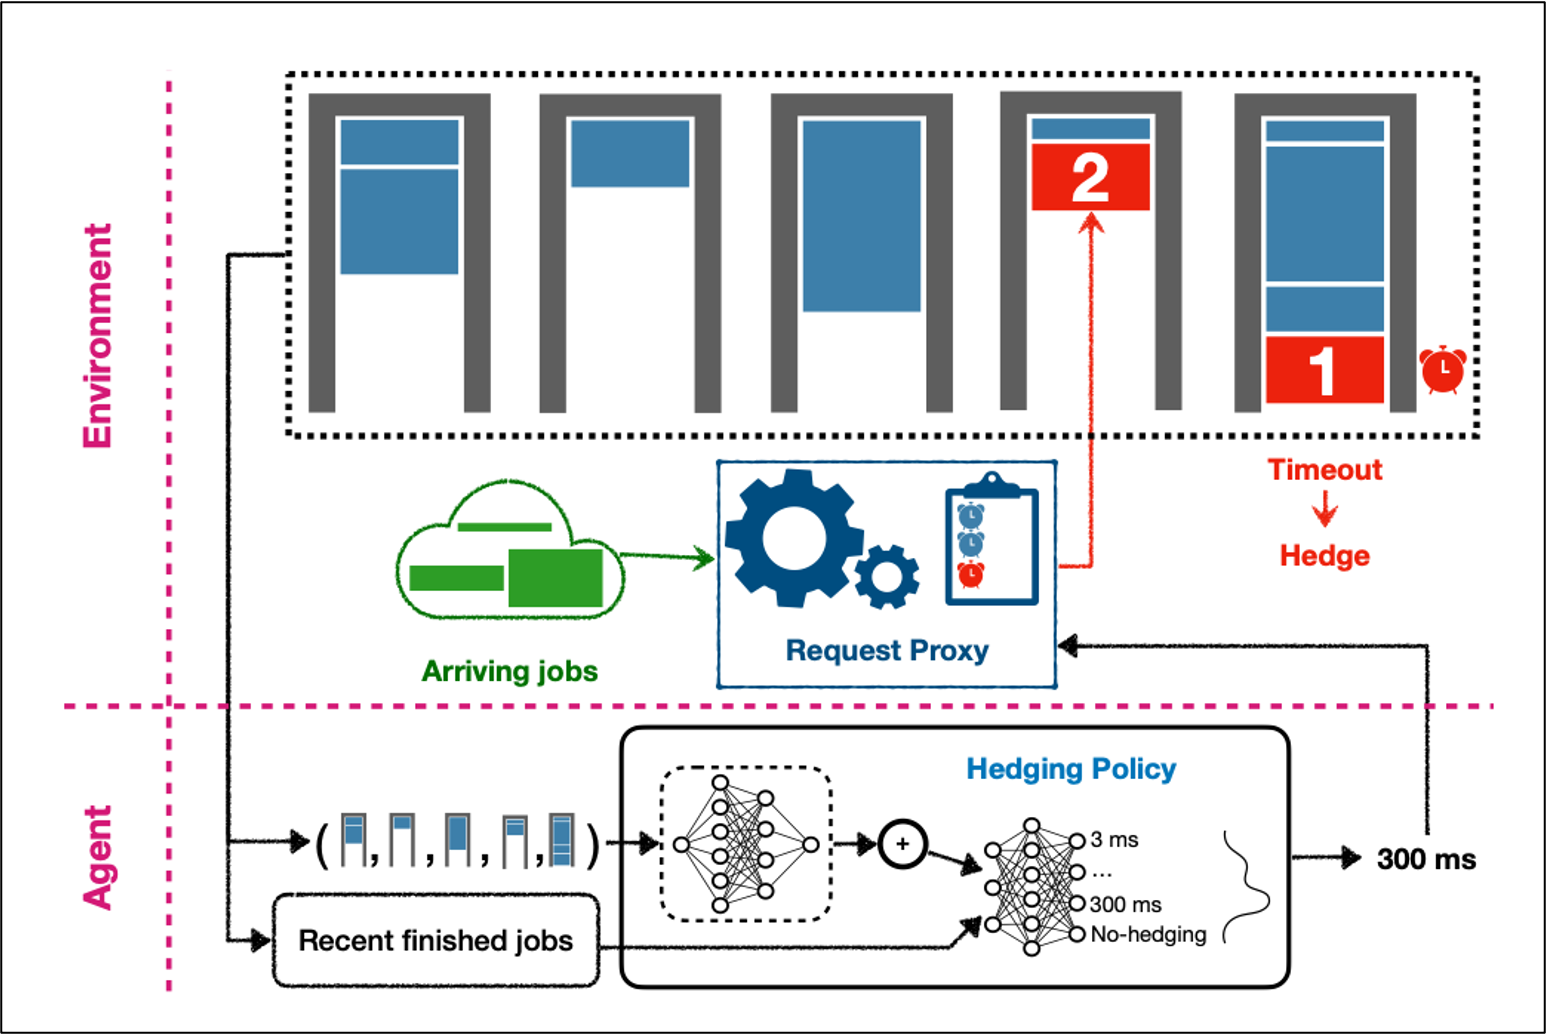 Environment
2
1
Timeout
Hedge
Arriving jobs
Request Proxy
Agent
Hedging Policy
( , , , , )
+
3 ms
...
300 ms
No-hedging
300 ms
Recent finished jobs